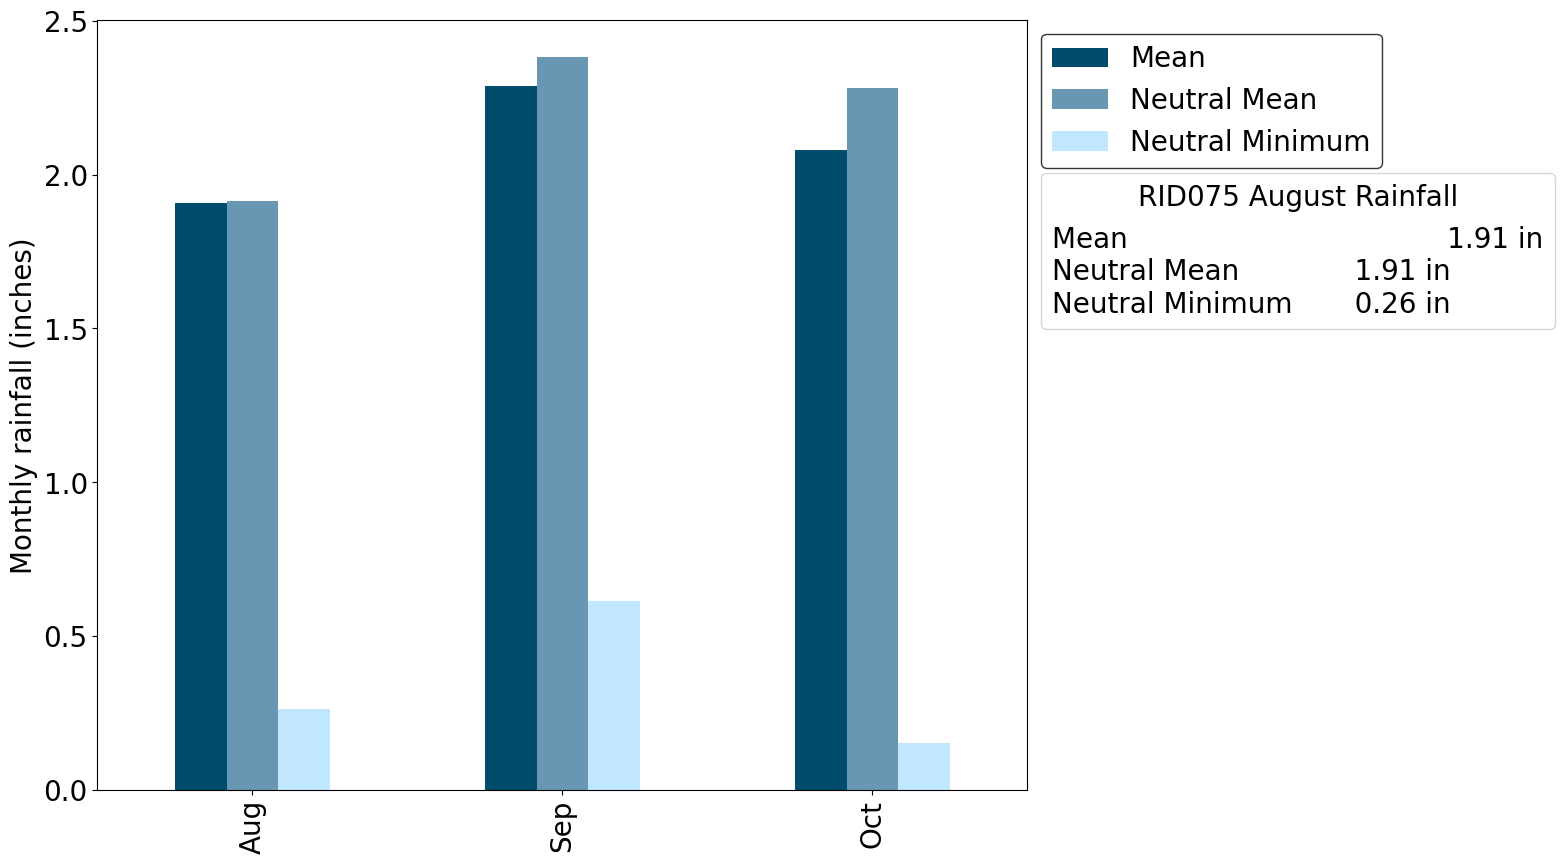 2.5
2.0
1.5
1.0
0.5
0.0
Monthly rainfall (inches)
Aug
Sep
Oct
Mean
Neutral Mean
Neutral Minimum
RID075 August Rainfall
Mean 1.91 in
Neutral Mean 1.91 in
Neutral Minimum 0.26 in